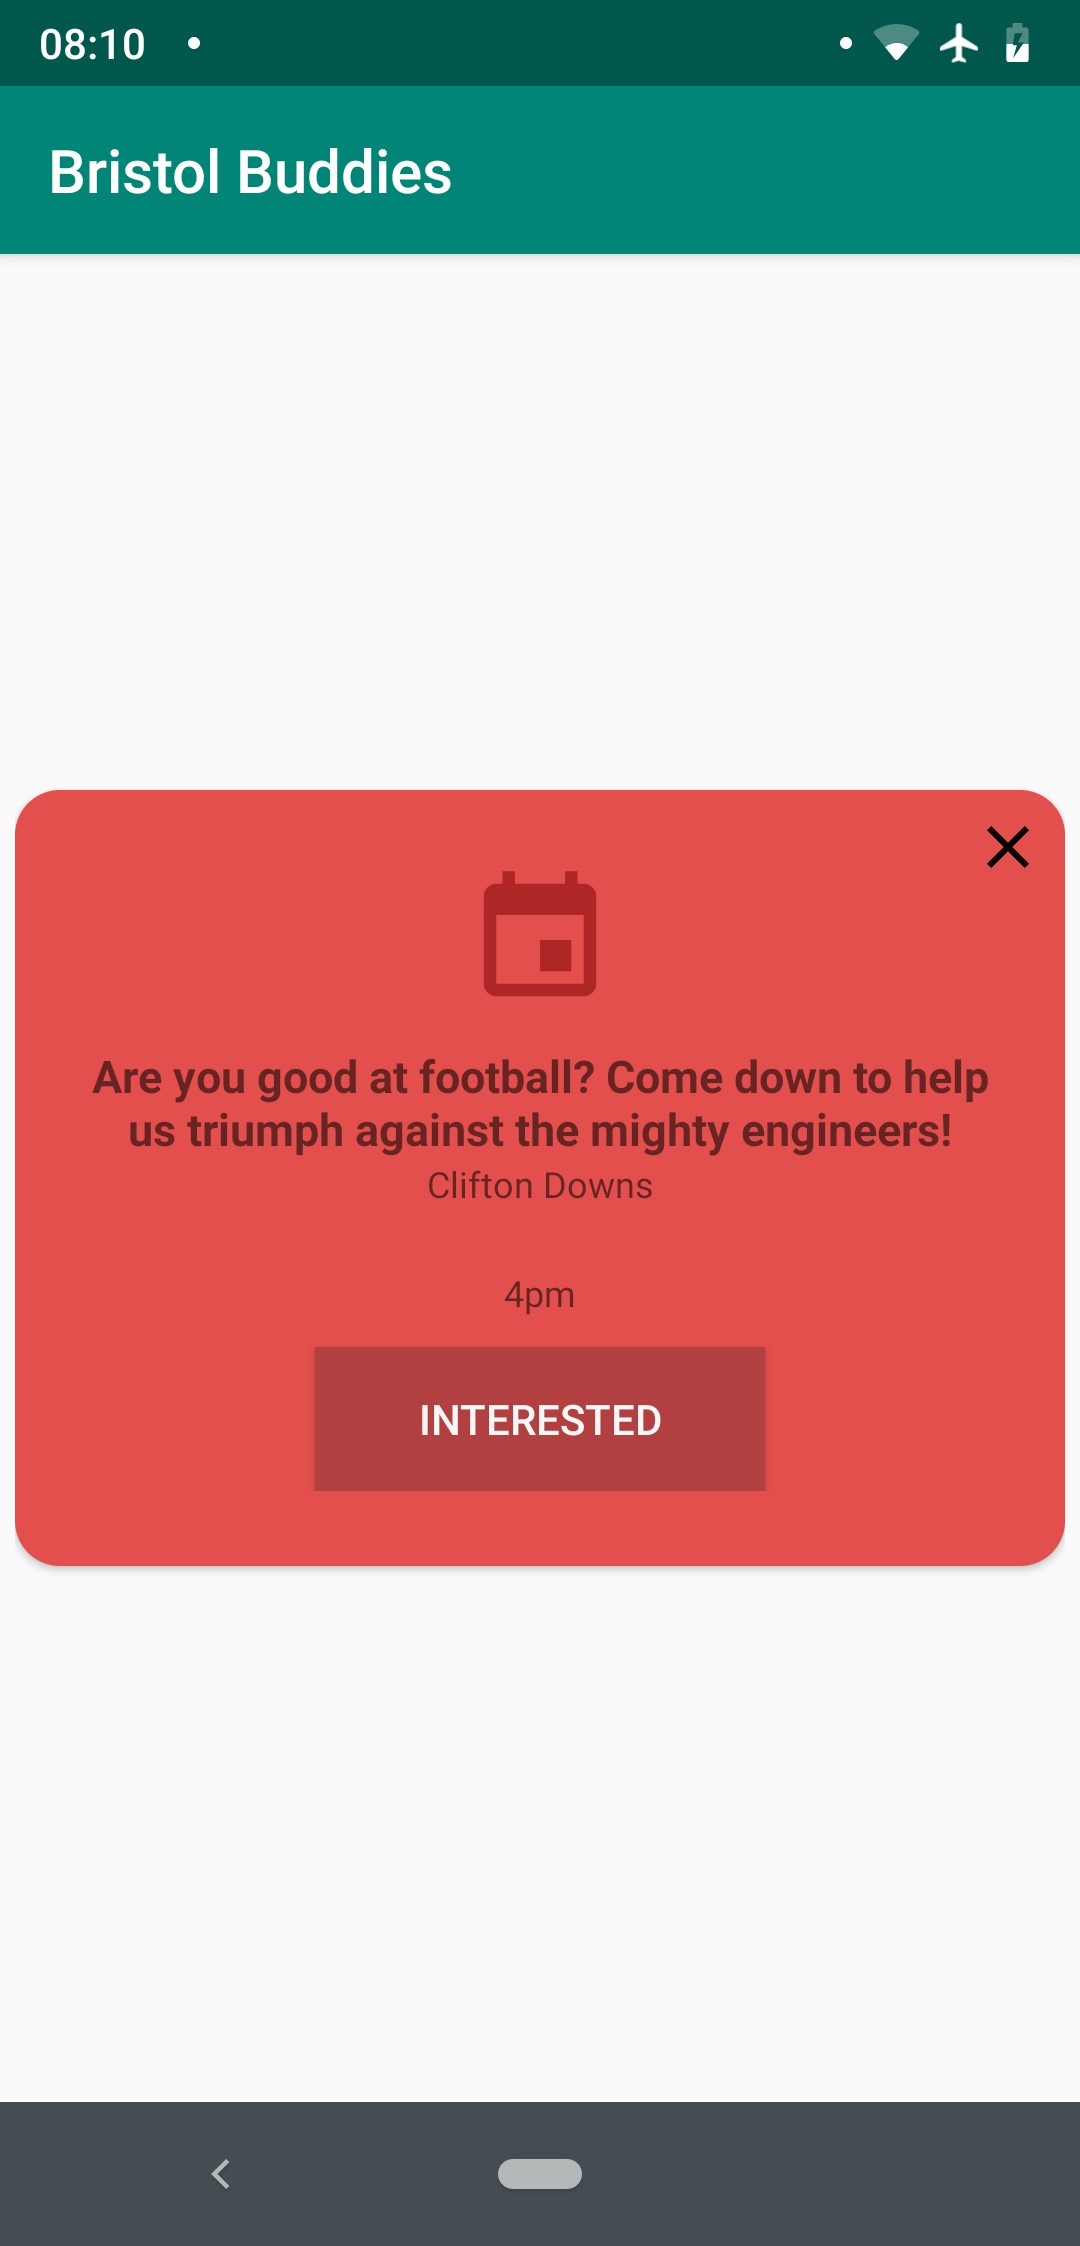 08:10
Bristol Buddies
Are you good at football? Come down to help
us triumph against the mighty engineers!
Clifton Downs
4pm
INTERESTED